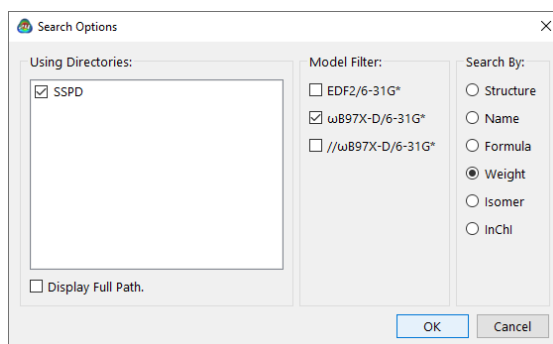 Search Options
Using Directories:
SSPD
Display Full Path.
Model Filter:
EDF2/6-31G*
ωB97X-D/6-31G*
//ωB97X-D/6-31G*
Search By:
Structure
Name
Formula
Weight
Isomer
InChI
OK
Cancel